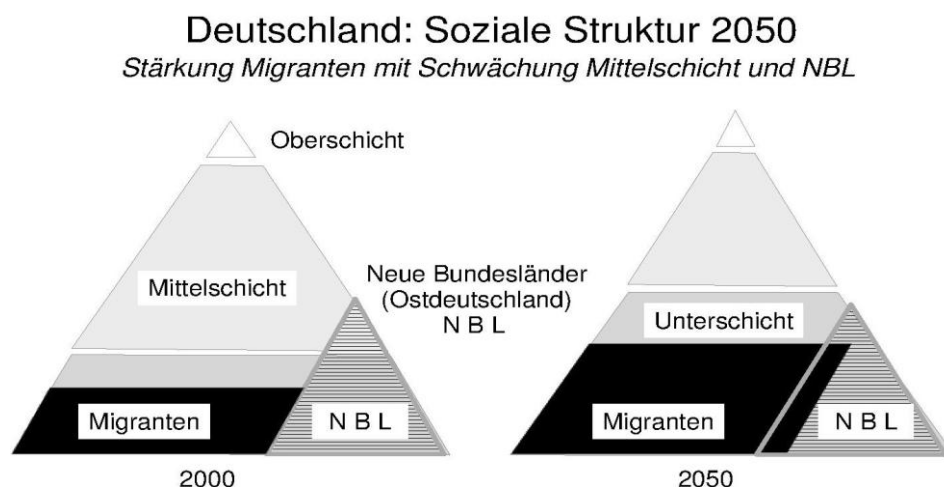 Deutschland: Soziale Struktur 2050
Stärkung Migranten mit Schwächung Mittelschicht und NBL
Oberschicht
Mittelschicht
Neue Bundesländer
(Ostdeutschland)
N B L
Unterschicht
Migranten
N B L
Migranten
N B L
2000
2050